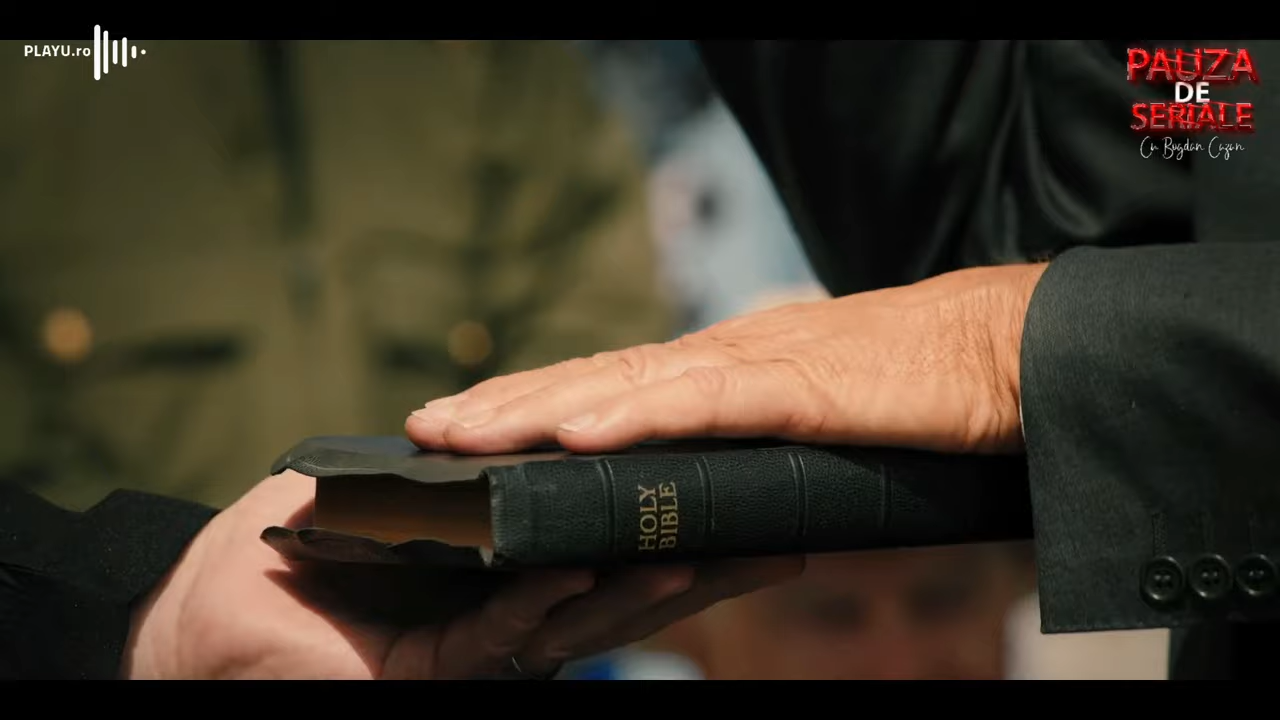 PLAYU.ro
PAUZA
DE
SERIALE
Cu Bogdan Cazan
HOLY
BIBLE